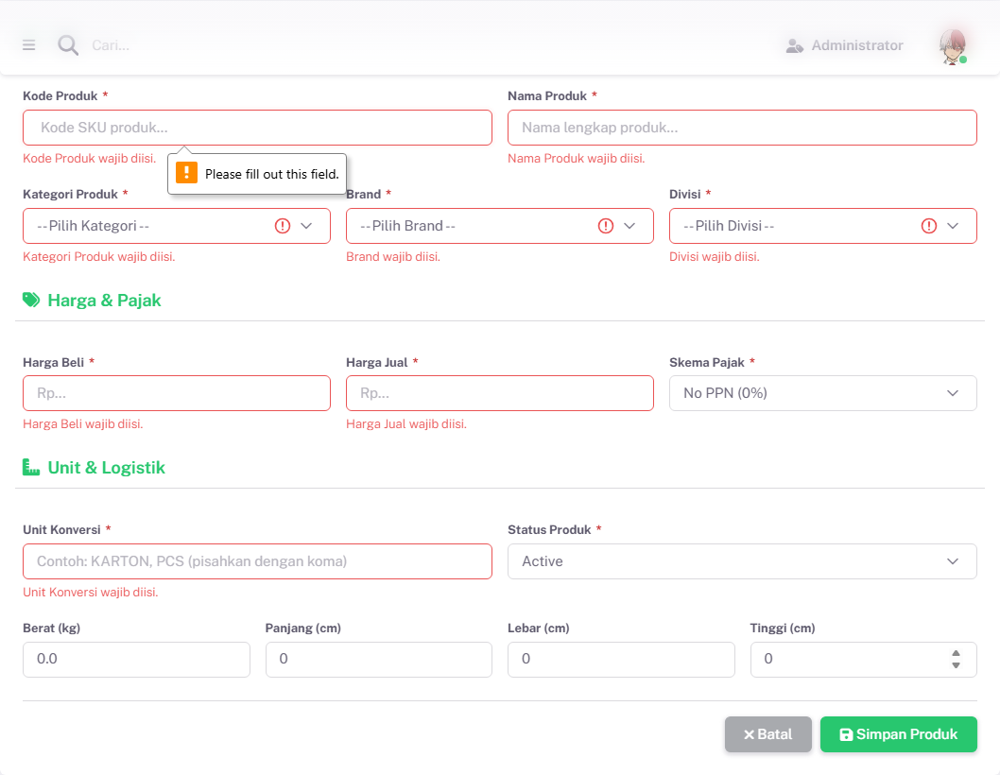 Cari...
Administrator
Kode Produk * Nama Produk *
Kode SKU produk... Nama lengkap produk...
Kode Produk wajib diisi. Nama Produk wajib diisi.
! Please fill out this field.
Kategori Produk * Brand * Divisi *
--Pilih Kategori-- --Pilih Brand-- --Pilih Divisi--
Kategori Produk wajib diisi. Brand wajib diisi. Divisi wajib diisi.
Harga & Pajak
Harga Beli * Harga Jual * Skema Pajak *
Rp... Rp... No PPN (0%)
Harga Beli wajib diisi. Harga Jual wajib diisi.
Unit & Logistik
Unit Konversi * Status Produk *
Contoh: KARTON, PCS (pisahkan dengan koma) Active
Unit Konversi wajib diisi.
Berat (kg) Panjang (cm) Lebar (cm) Tinggi (cm)
0.0 0 0 0
Batal Simpan Produk